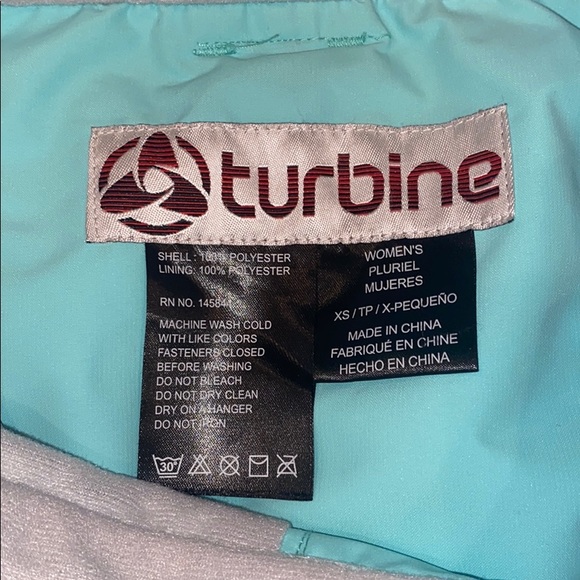 turbine
SHELL: 100% POLYESTER
LINING: 100% POLYESTER
RN NO.
MACHINE WASH COLD
WITH LIKE COLORS
FASTENERS CLOSED
BEFORE WASHING
DO NOT BLEACH
DO NOT DRY CLEAN
DRY ON A HANGER
DO NOT IRON
30°
WOMEN'S
PLURIEL
MUJERES
XS / TP / X-PEQUEÑO
MADE IN CHINA
FABRIQUÉ EN CHINE
HECHO EN CHINA